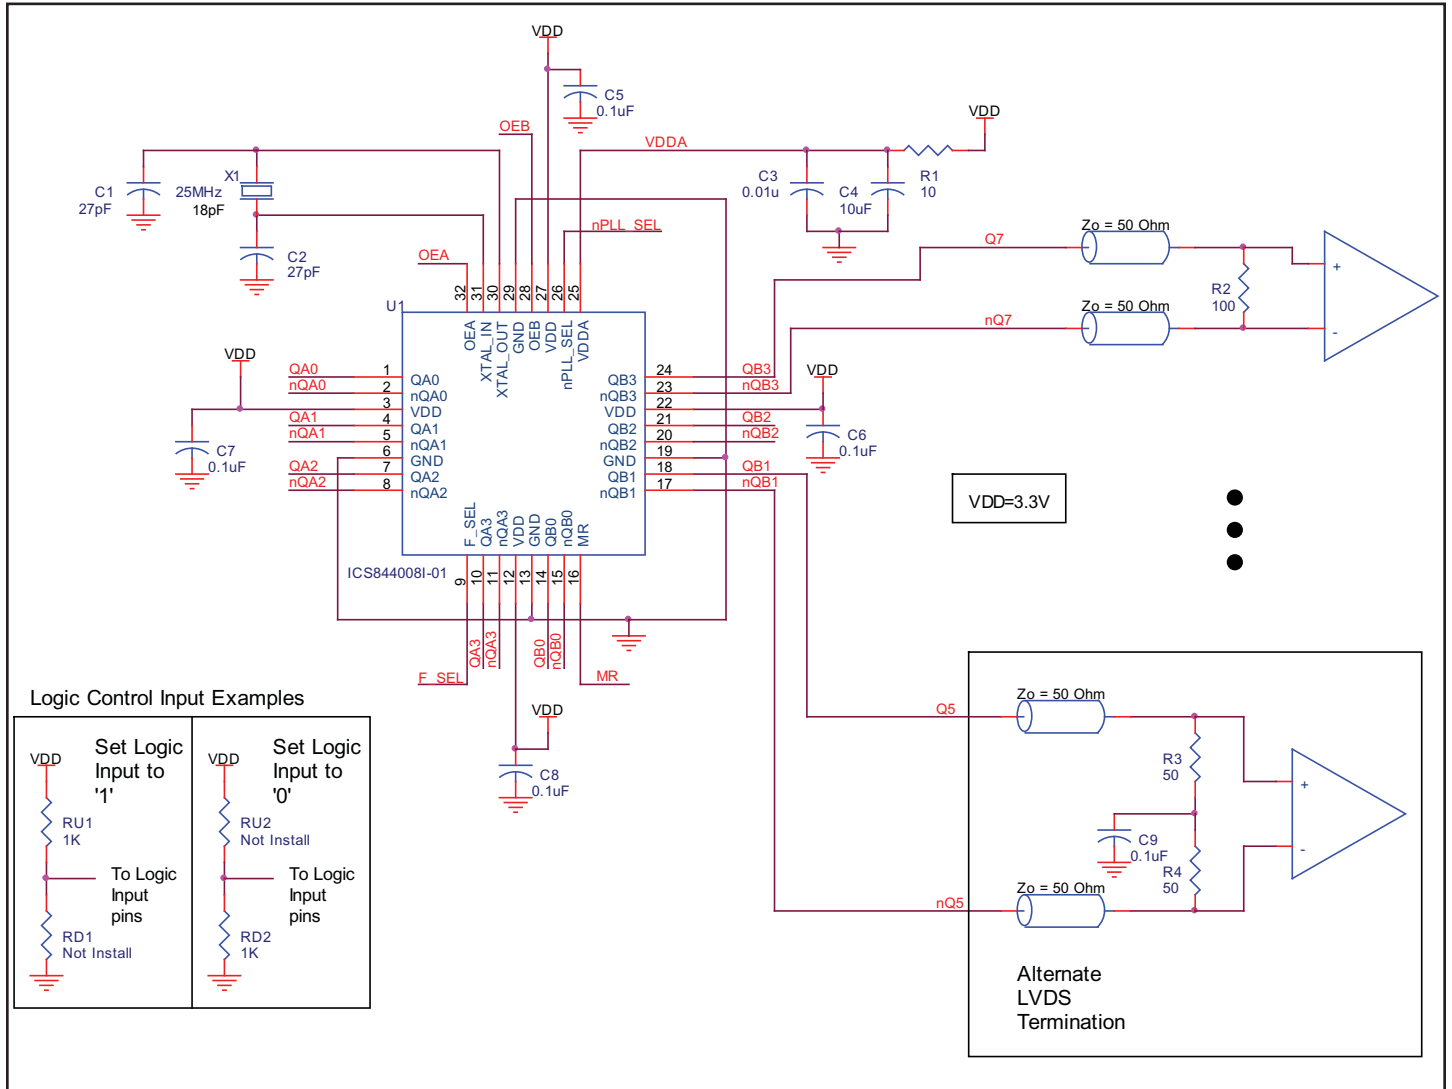 VDD
C5
0.1uF
OEB
VDDA
VDD
C1
27pF
X1
25MHz
18pF
C2
27pF
C3
0.01u
C4
10uF
R1
10
nPLL_SEL
OEA
Q7
Zo = 50 Ohm
R2
100
nQ7
Zo = 50 Ohm
+
-
U1
32
31
30
29
28
27
26
25
OEA
XTAL_IN
XTAL_OUT
GND
OEB
VDD
nPLL_SEL
VDDA
VDD
QA0
nQA0
QA1
nQA1
QA2
nQA2
C7
0.1uF
1
2
3
4
5
6
7
8
QA0
nQA0
VDD
QA1
nQA1
GND
QA2
nQA2
QB3
nQB3
VDD
QB2
nQB2
GND
QB1
nQB1
24
23
22
21
20
19
18
17
QB3
nQB3
QB2
nQB2
QB1
nQB1
VDD
C6
0.1uF
F_SEL
QA3
nQA3
VDD
GND
QB0
nQB0
MR
ICS844008I-01
9
10
11
12
13
14
15
16
F_SEL
QA3
nQA3
QB0
nQB0
MR
VDD
C8
0.1uF
VDD=3.3V
Logic Control Input Examples
VDD
Set Logic
Input to
'1'
RU1
1K
To Logic
Input
pins
RD1
Not Install
VDD
Set Logic
Input to
'0'
RU2
Not Install
To Logic
Input
pins
RD2
1K
Q5
Zo = 50 Ohm
R3
50
C9
0.1uF
R4
50
nQ5
Zo = 50 Ohm
+
-
Alternate
LVDS
Termination